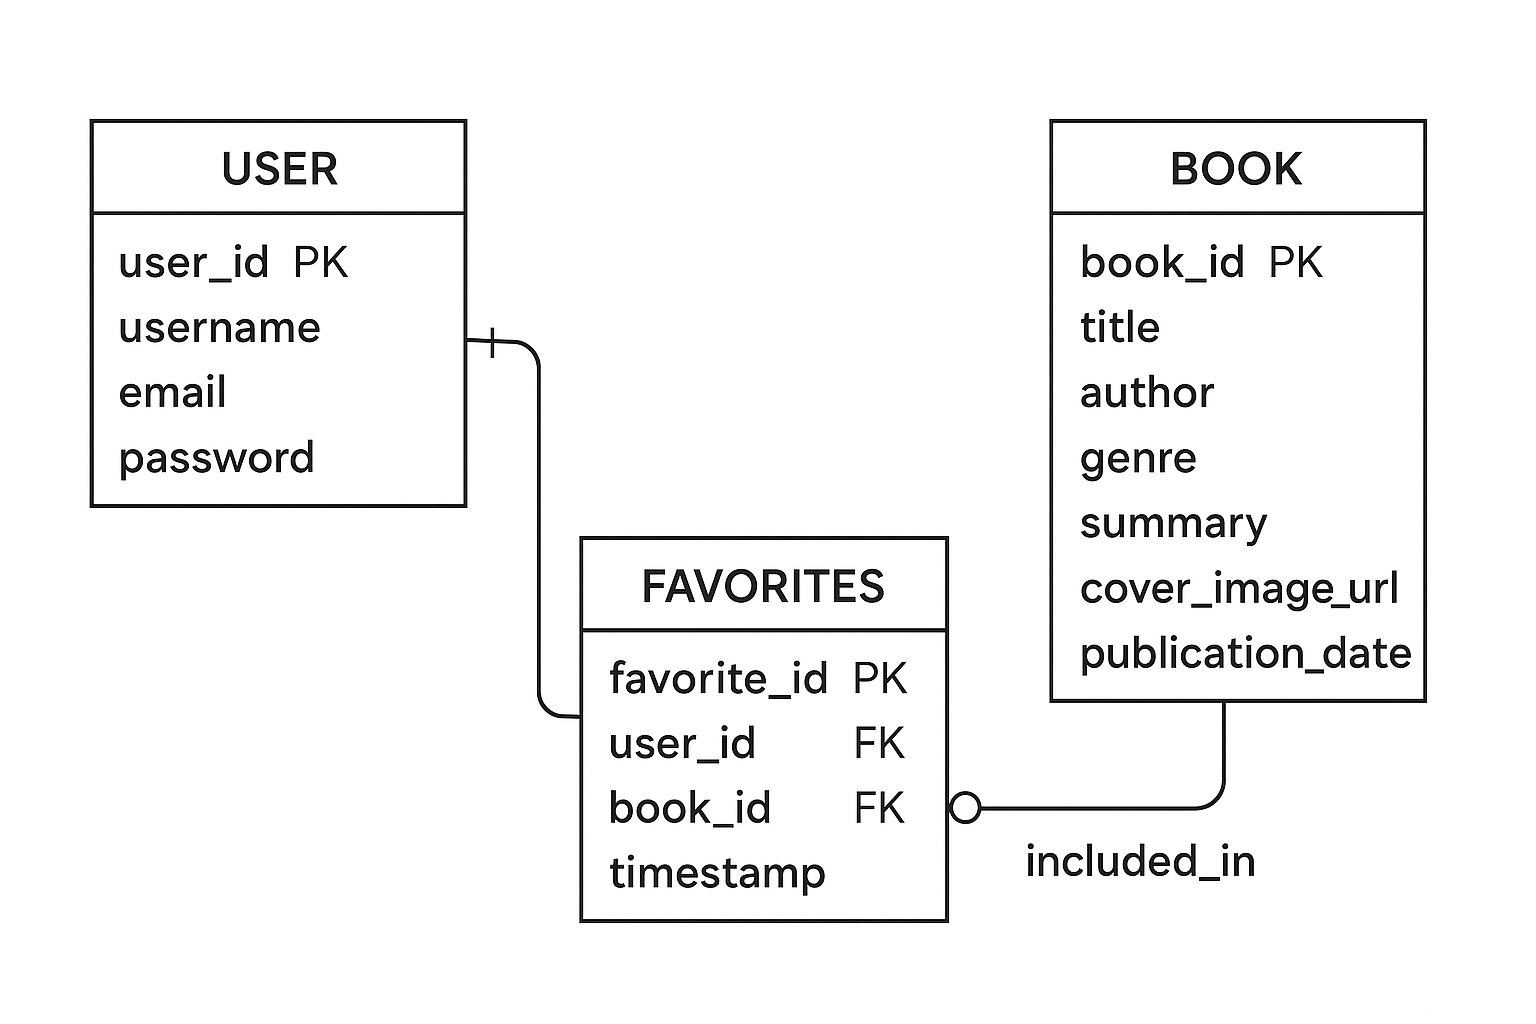 USER
user_id PK
username
email
password
BOOK
book_id PK
title
author
genre
summary
cover_image_url
publication_date
FAVORITES
favorite_id PK
user_id FK
book_id FK
timestamp
included_in